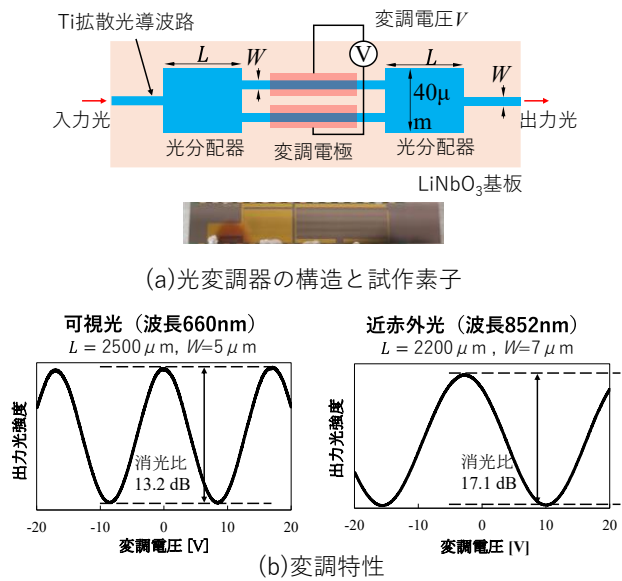 Ti拡散光導波路
変調電圧V
L
W
V
L
W
40μ
m
入力光
出力光
光分配器
変調電極
光分配器
LiNbO3基板
(a)光変調器の構造と試作素子
可視光（波長660nm）
L = 2500μm, W=5μm
出力光強度
消光比
13.2 dB
-20 -10 0 10 20
変調電圧 [V]
近赤外光（波長852nm）
L = 2200μm , W=7μm
出力光強度
消光比
17.1 dB
-20 -10 0 10 20
変調電圧 [V]
(b)変調特性